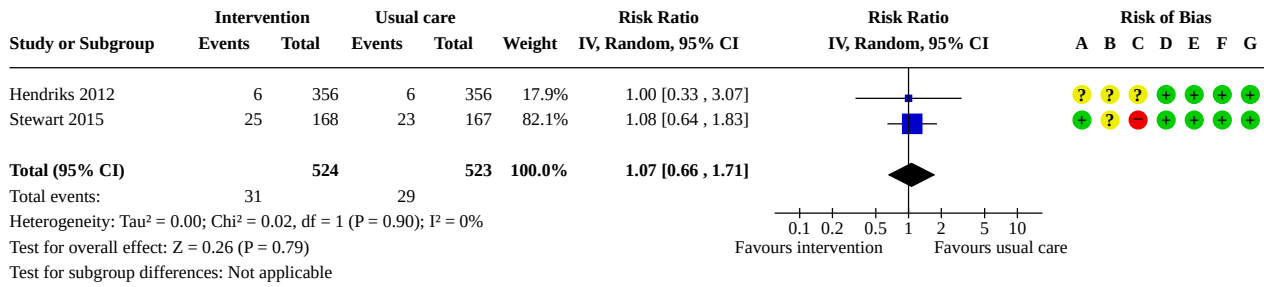 Intervention Usual care Risk Ratio Risk Ratio Risk of Bias
Study or Subgroup Events Total Events Total Weight IV, Random, 95% CI IV, Random, 95% CI A B C D E F G
Hendriks 2012 6 356 6 356 17.9% 1.00 [0.33 , 3.07] ? ? ? + + + +
Stewart 2015 25 168 23 167 82.1% 1.08 [0.64 , 1.83] + ? − + + + +
Total (95% CI) 524 523 100.0% 1.07 [0.66 , 1.71]
Total events: 31 29
Heterogeneity: Tau² = 0.00; Chi² = 0.02, df = 1 (P = 0.90); I² = 0%
0.1 0.2 0.5 1 2 5 10
Test for overall effect: Z = 0.26 (P = 0.79) Favours intervention Favours usual care
Test for subgroup differences: Not applicable